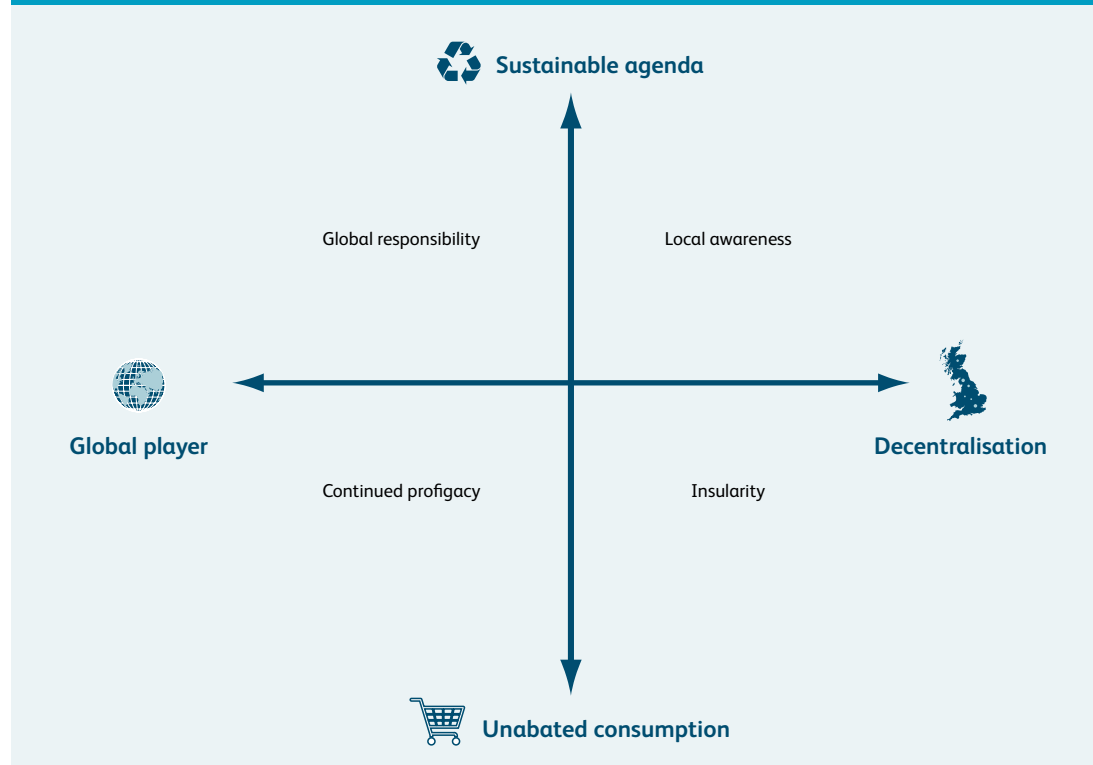 Sustainable agenda
Global responsibility
Local awareness
Global player
Decentralisation
Continued profigacy
Insularity
Unabated consumption